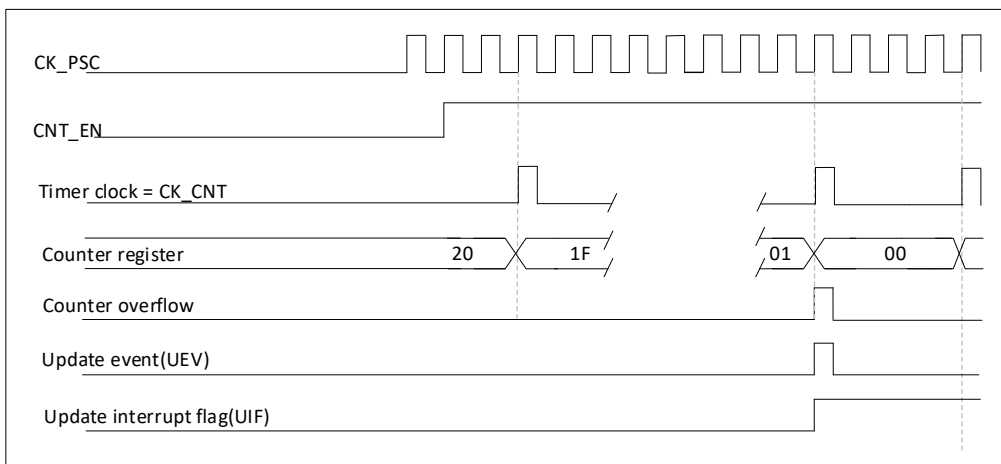 CK_PSC
CNT_EN
Timer clock = CK_CNT
Counter register 20 1F 01 00
Counter overflow
Update event(UEV)
Update interrupt flag(UIF)